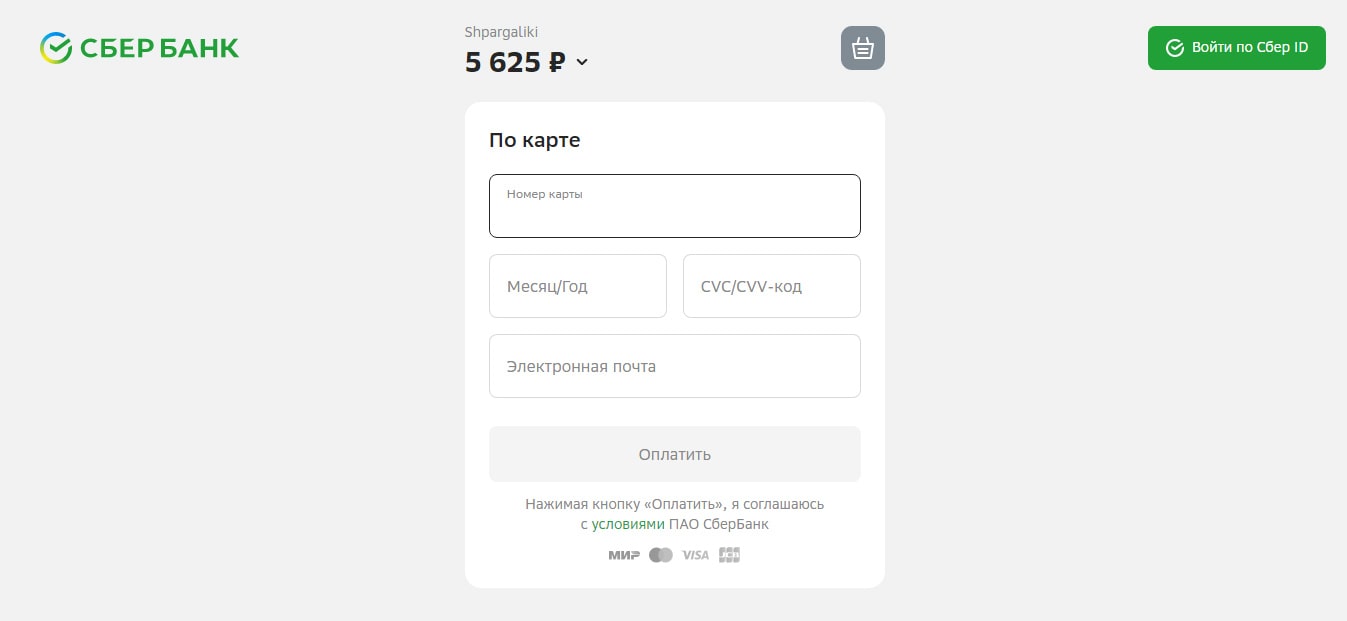 СБЕР БАНК
Shpargaliki
5 625 ₽
Войти по Сбер ID
По карте
Номер карты
Месяц/Год
CVC/CVV-код
Электронная почта
Оплатить
Нажимая кнопку «Оплатить», я соглашаюсь
с условиями ПАО СберБанк
МИР VISA JCB